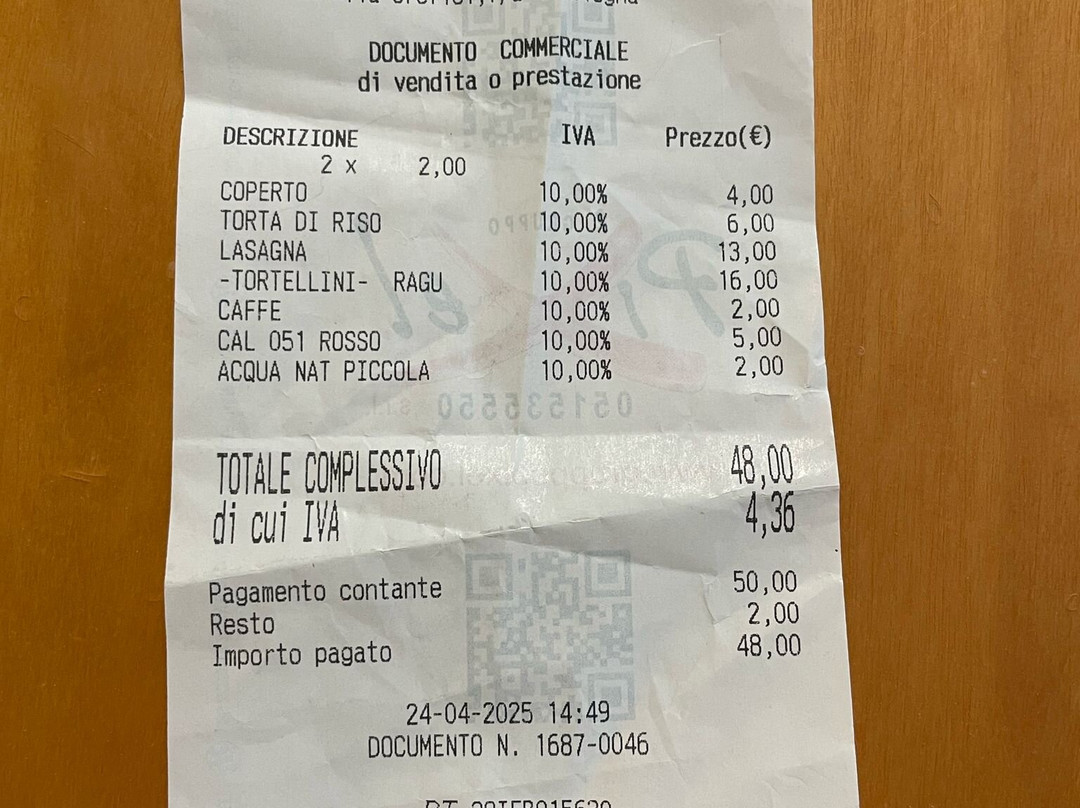 DOCUMENTO COMMERCIALE
di vendita o prestazione
DESCRIZIONE IVA Prezzo(€)
2 x 2,00
COPERTO 10,00% 4,00
TORTA DI RISO 10,00% 6,00
LASAGNA 10,00% 13,00
-TORTELLINI- RAGU 10,00% 16,00
CAFFE 10,00% 2,00
CAL 051 ROSSO 10,00% 5,00
ACQUA NAT PICCOLA 10,00% 2,00
051535550
TOTALE COMPLESSIVO 48,00
di cui IVA 4,36
Pagamento contante 50,00
Resto 2,00
Importo pagato 48,00
24-04-2025 14:49
DOCUMENTO N. 1687-0046